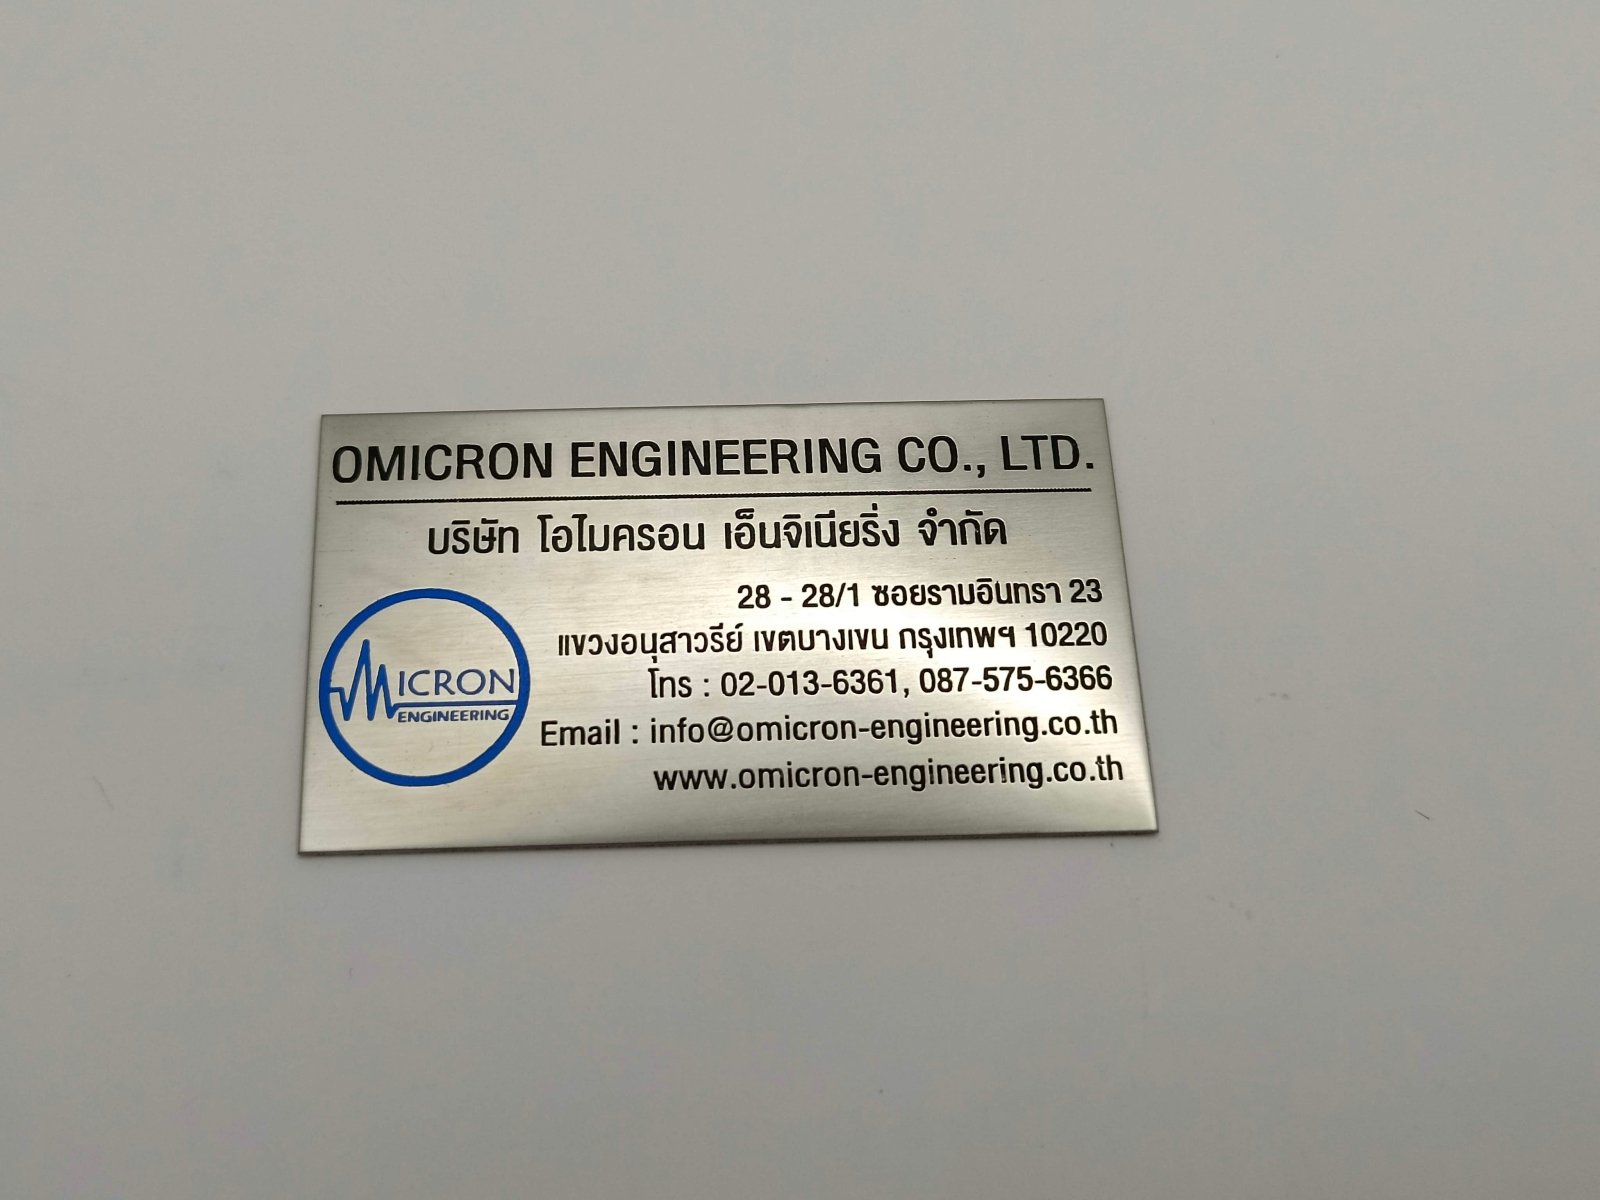 OMICRON ENGINEERING CO., LTD.
บริษัท โอไมครอน เอ็นจิเนียริ่ง จำกัด
28 - 28/1 ซอยรามอินทรา 23
แขวงอนุสาวรีย์ เขตบางเขน กรุงเทพฯ 10220
โทร : 02-013-6361, 087-575-6366
Email : info@omicron-engineering.co.th
www.omicron-engineering.co.th
MICRON
ENGINEERING